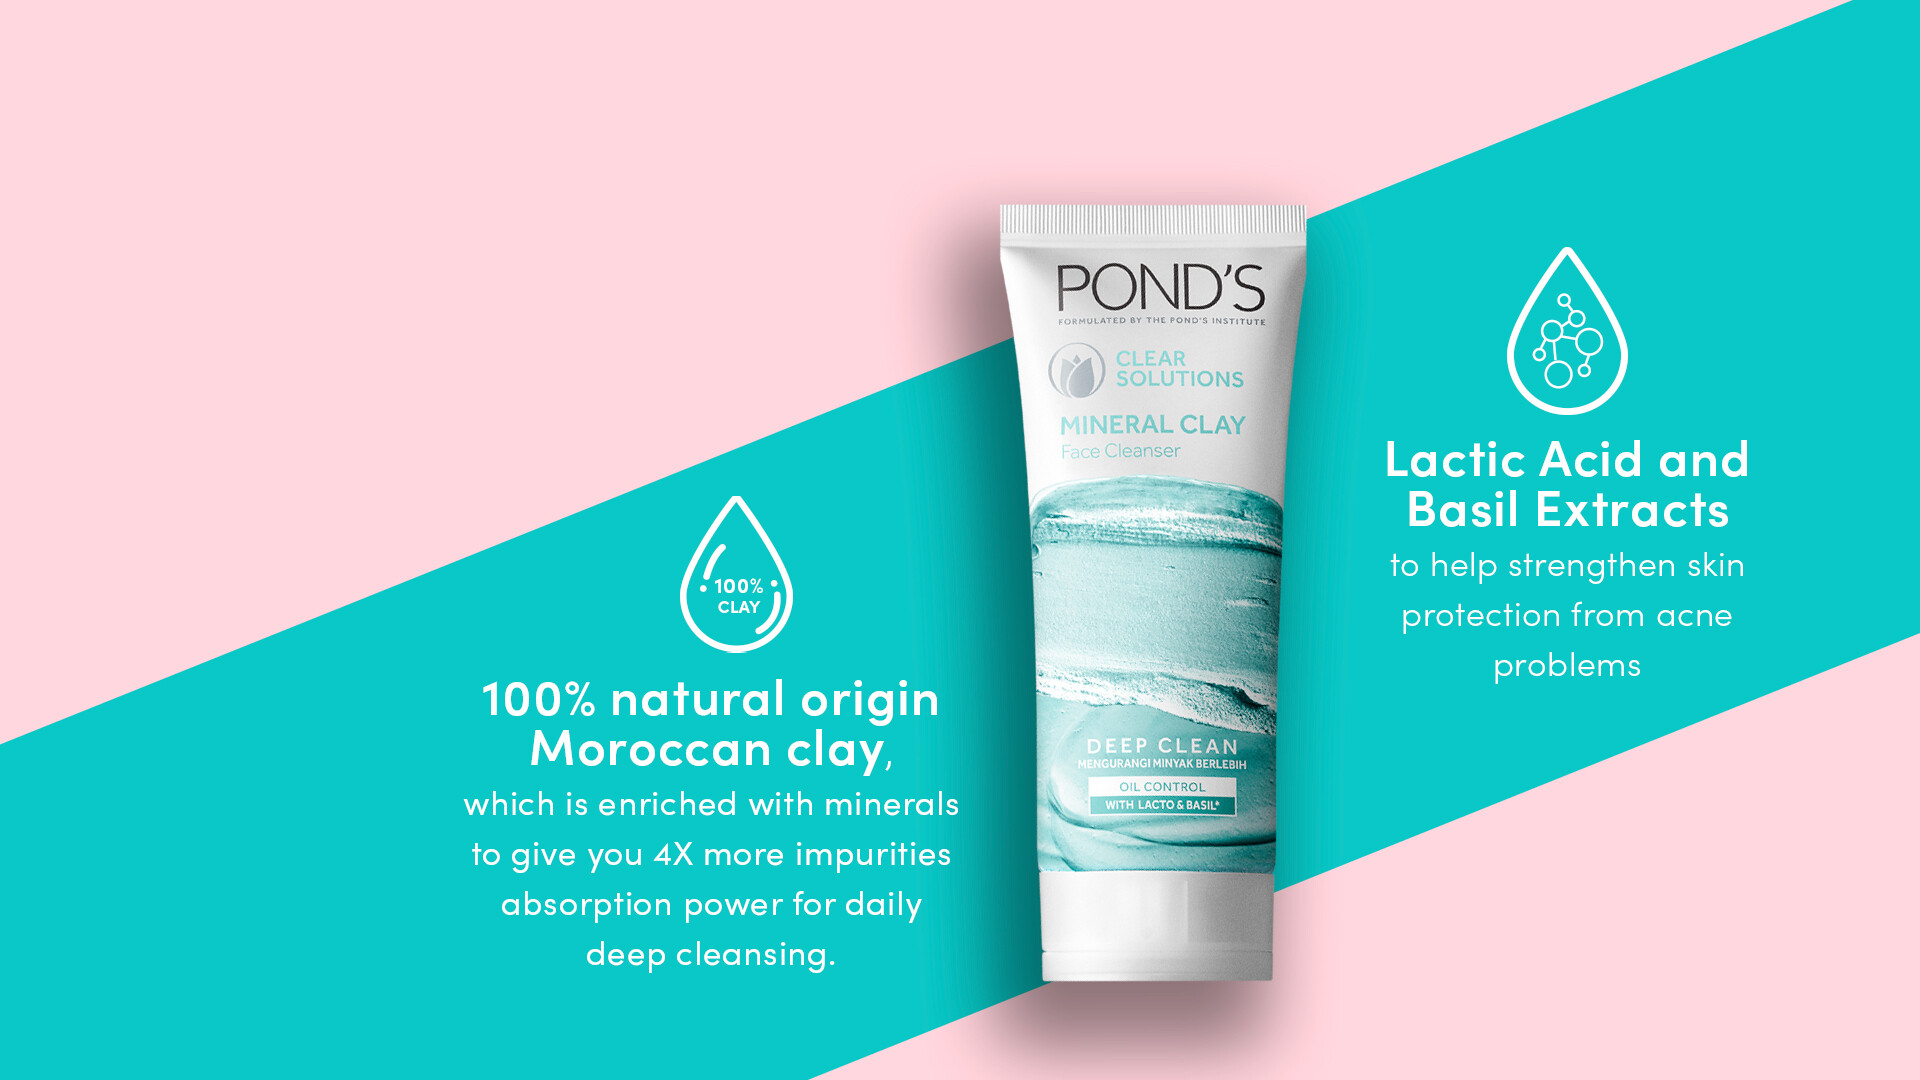 100%
CLAY
100% natural origin
Moroccan clay,
which is enriched with minerals
to give you 4X more impurities
absorption power for daily
deep cleansing.
POND'S
FORMULATED BY THE POND'S INSTITUTE
CLEAR
SOLUTIONS
MINERAL CLAY
Face Cleanser
DEEP CLEAN
MENGURANGI MINYAK BERLEBIH
OIL CONTROL
WITH LACTO & BASIL*
Lactic Acid and
Basil Extracts
to help strengthen skin
protection from acne
problems